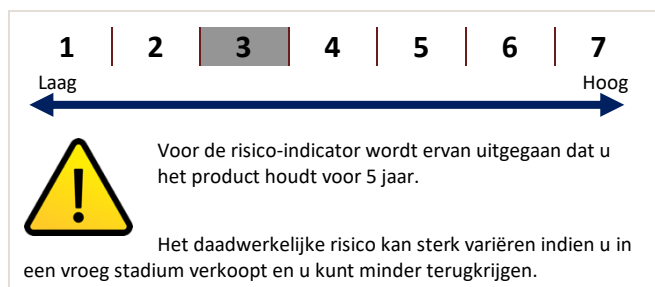 1 2 3 4 5 6 7
Laag Hoog
Voor de risico-indicator wordt ervan uitgegaan dat u
het product houdt voor 5 jaar.
Het daadwerkelijke risico kan sterk variëren indien u in
een vroeg stadium verkoopt en u kunt minder terugkrijgen.